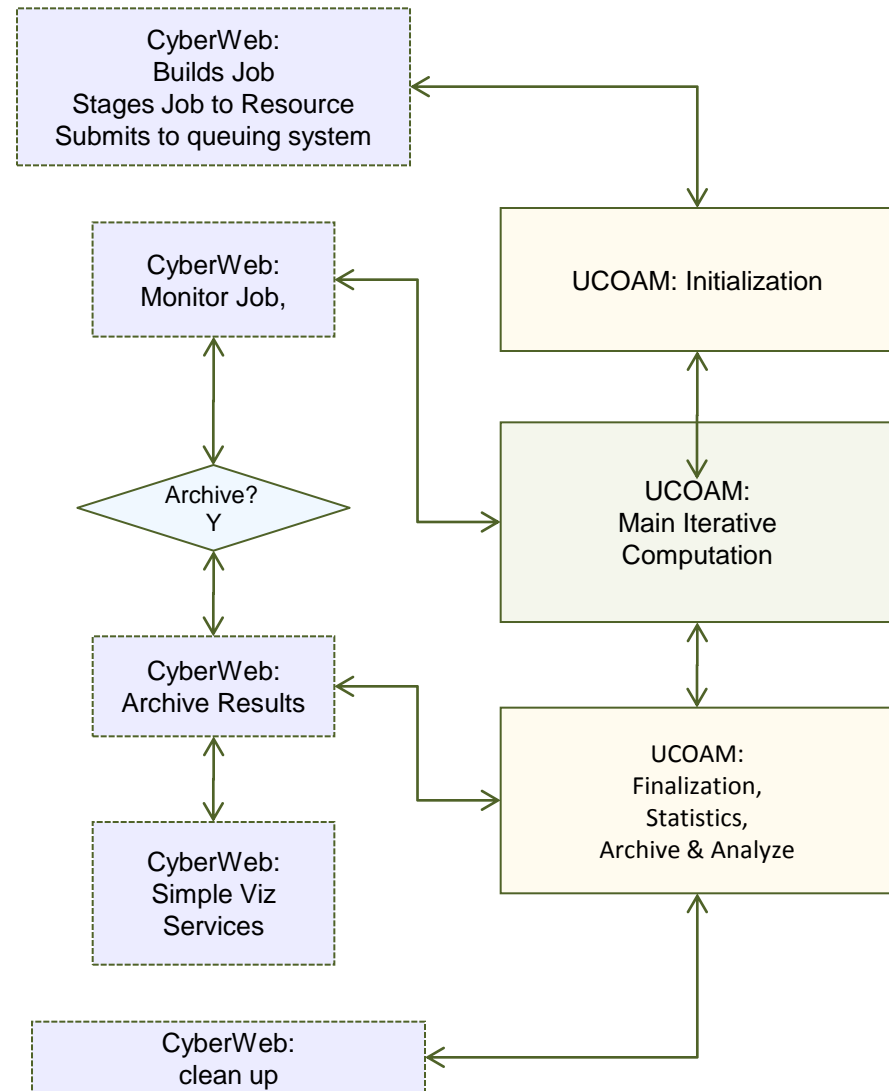 CyberWeb:
Builds Job
Stages Job to Resource
Submits to queuing system
UCOAM: Initialization
CyberWeb:
Monitor Job,
UCOAM:
Main Iterative
Computation
Archive?
Y
CyberWeb:
Archive Results
UCOAM:
Finalization,
Statistics,
Archive & Analyze
CyberWeb:
Simple Viz
Services
CyberWeb:
clean up